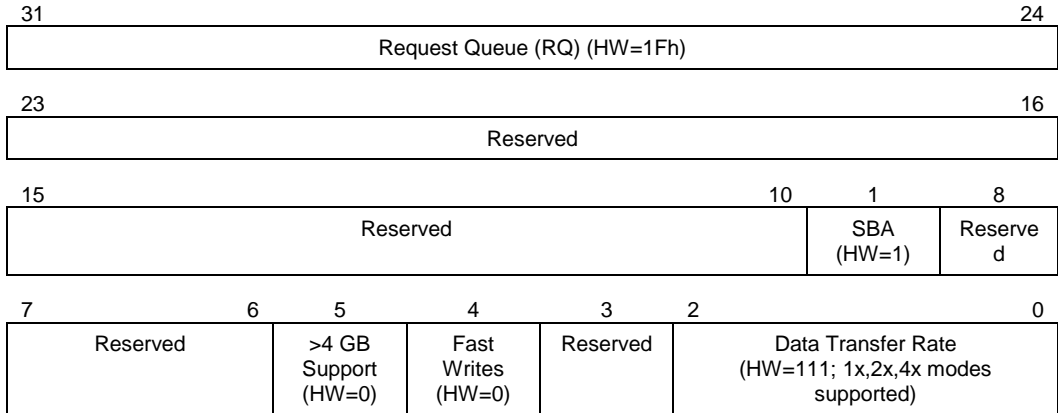 31 24
Request Queue (RQ) (HW=1Fh)
23 16
Reserved
15 10 1 8
Reserved SBA Reserve
(HW=1) d
7 6 5 4 3 2 0
Reserved >4 GB Fast Reserved Data Transfer Rate
Support Writes (HW=111; 1x,2x,4x modes
(HW=0) (HW=0) supported)